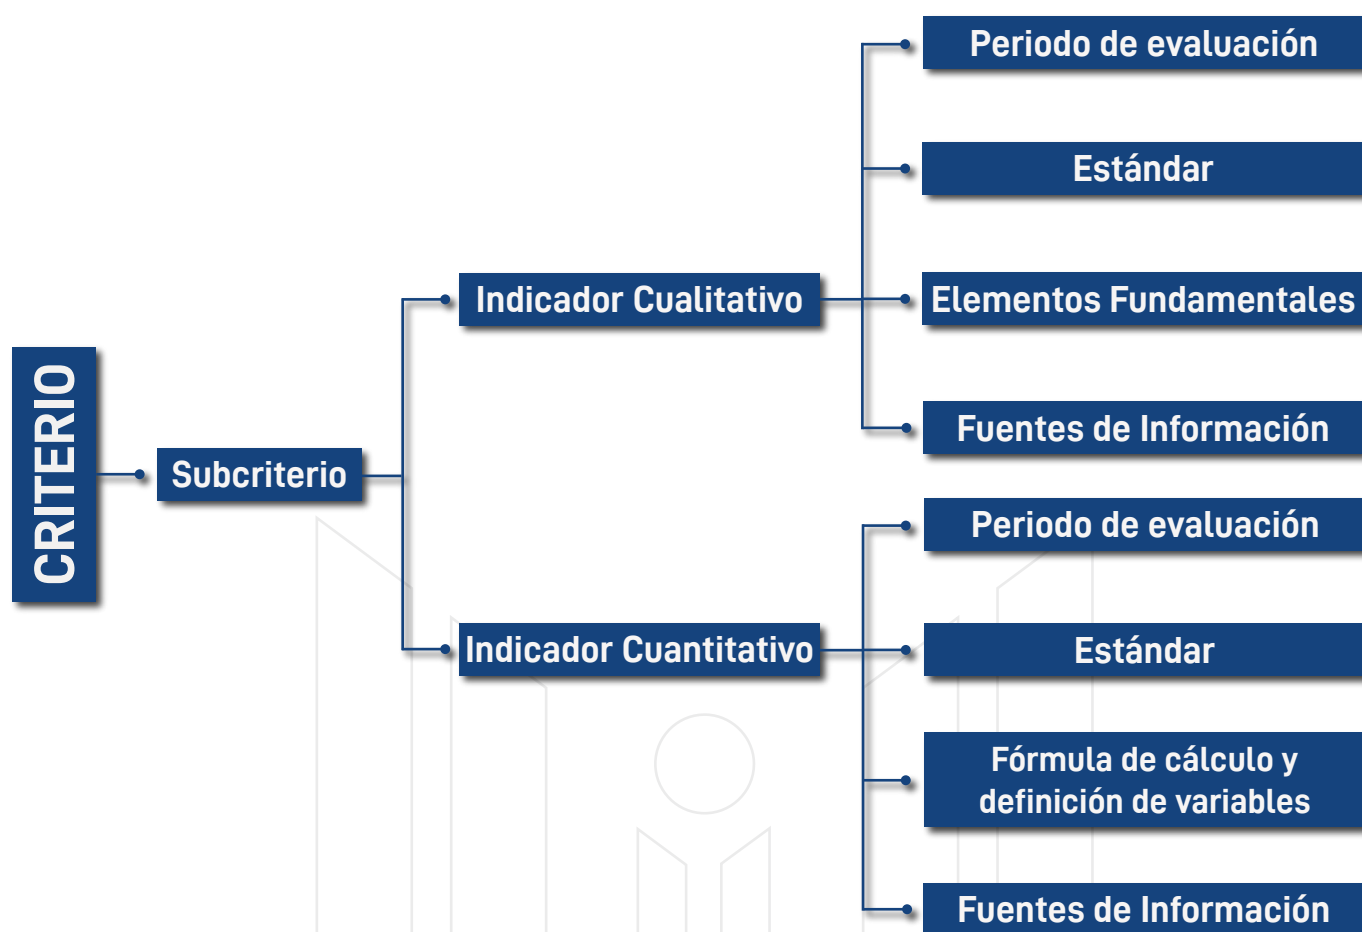 CRITERIO
Subcriterio
Indicador Cualitativo
Periodo de evaluación
Estándar
Elementos Fundamentales
Fuentes de Información
Indicador Cuantitativo
Periodo de evaluación
Estándar
Fórmula de cálculo y
definición de variables
Fuentes de Información